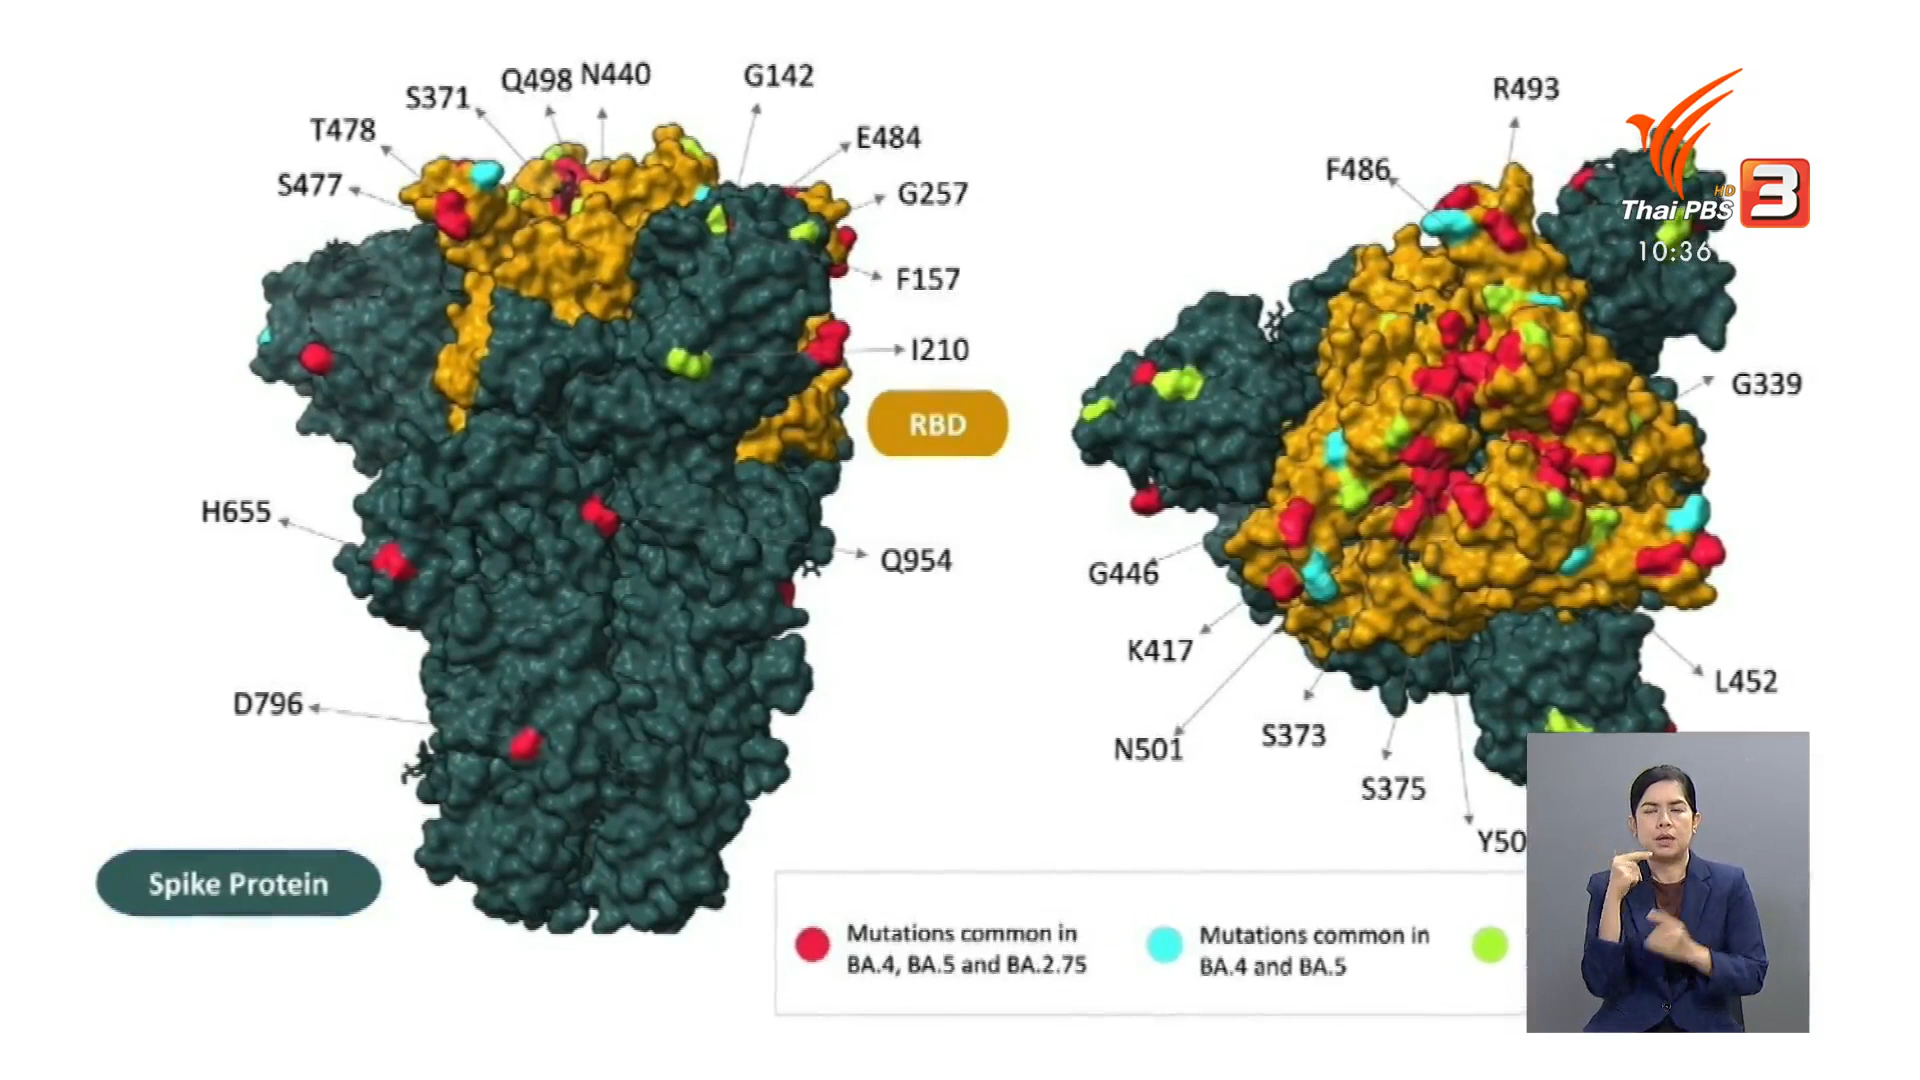 S371
Q498
N440
G142
T478
E484
S477
G257
F157
I210
RBD
H655
Q954
D796
Spike Protein
R493
F486
HD
Thai PBS
3
10:36
G339
G446
K417
L452
N501
S373
S375
Y50
Mutations common in
BA.4, BA.5 and BA.2.75
Mutations common in
BA.4 and BA.5